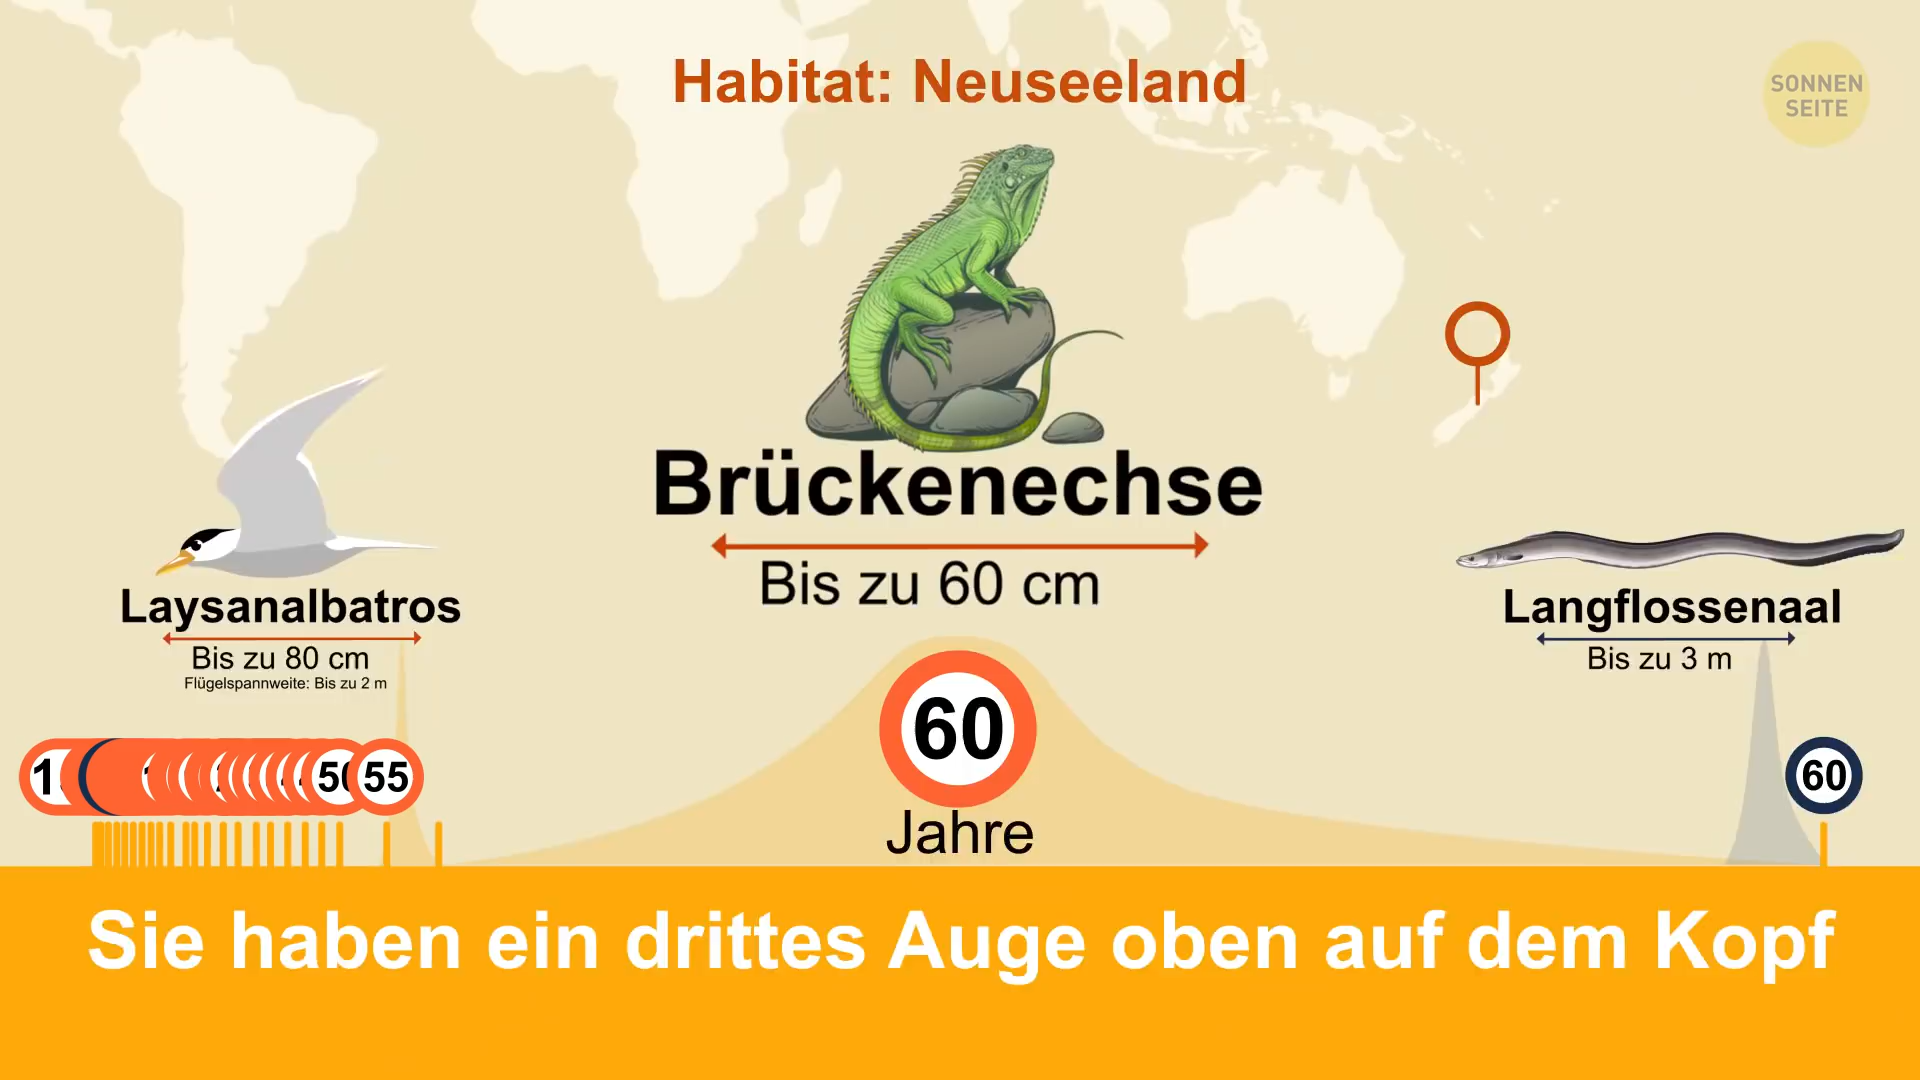 Habitat: Neuseeland
SONNEN
SEITE
Brückenechse
Bis zu 60 cm
Laysanalbatros
Bis zu 80 cm
Flügelspannweite: Bis zu 2 m
Langflossenaal
Bis zu 3 m
50
55
60
Jahre
60
Sie haben ein drittes Auge oben auf dem Kopf